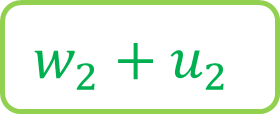 w₂ + u₂